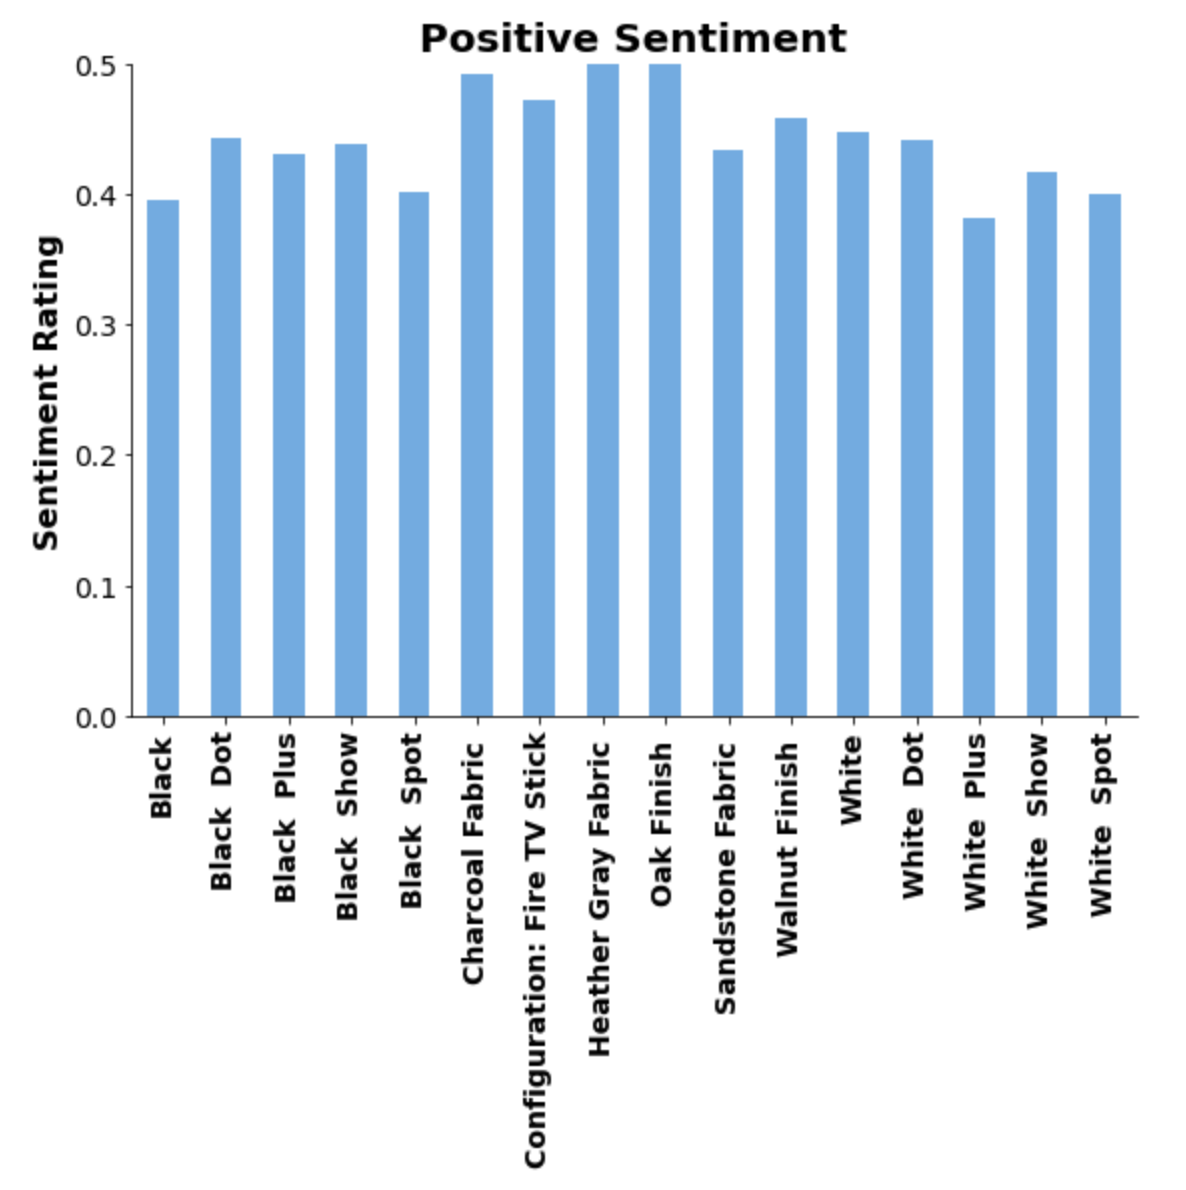 Positive Sentiment
0.5
0.4
0.3
0.2
0.1
0.0
Sentiment Rating
Black
Black  Dot
Black  Plus
Black  Show
Black  Spot
Charcoal Fabric
Configuration: Fire TV Stick
Heather Gray Fabric
Oak Finish
Sandstone Fabric
Walnut Finish
White
White  Dot
White  Plus
White  Show
White  Spot